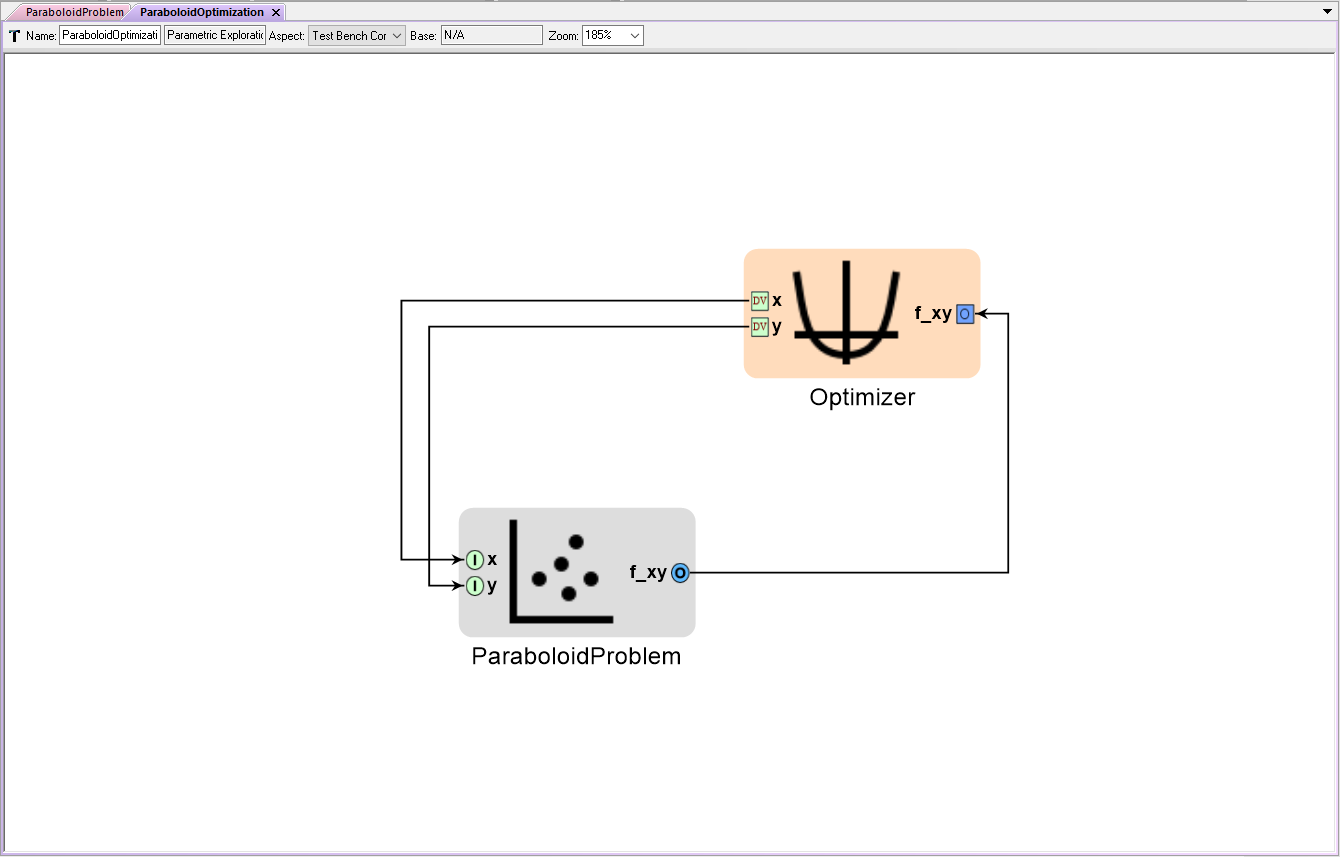 ParaboloidProblem ParaboloidOptimization
Name: ParaboloidOptimizati Parametric Exploratic Aspect: Test Bench Cor Base: N/A Zoom: 185%
DV x
DV y
f_xy O
Optimizer
I x
I y
f_xy O
ParaboloidProblem